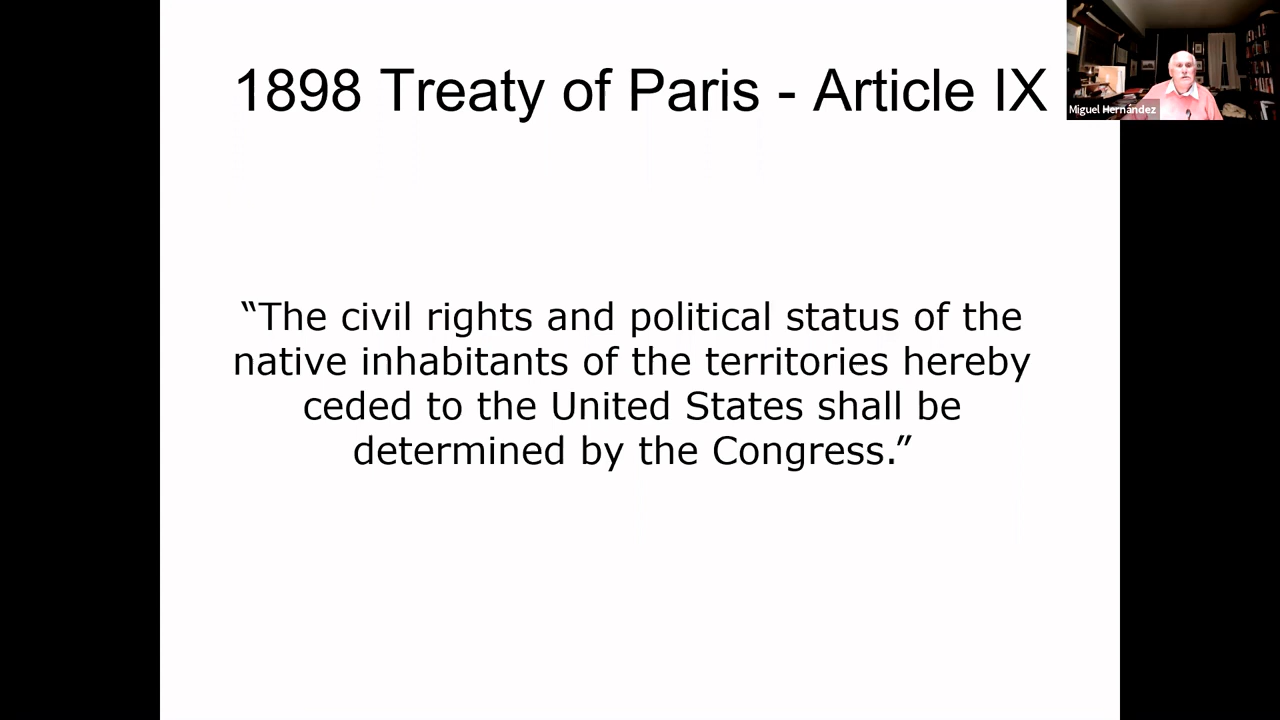 1898 Treaty of Paris - Article IX
Miguel Hernández
“The civil rights and political status of the
native inhabitants of the territories hereby
ceded to the United States shall be
determined by the Congress.”